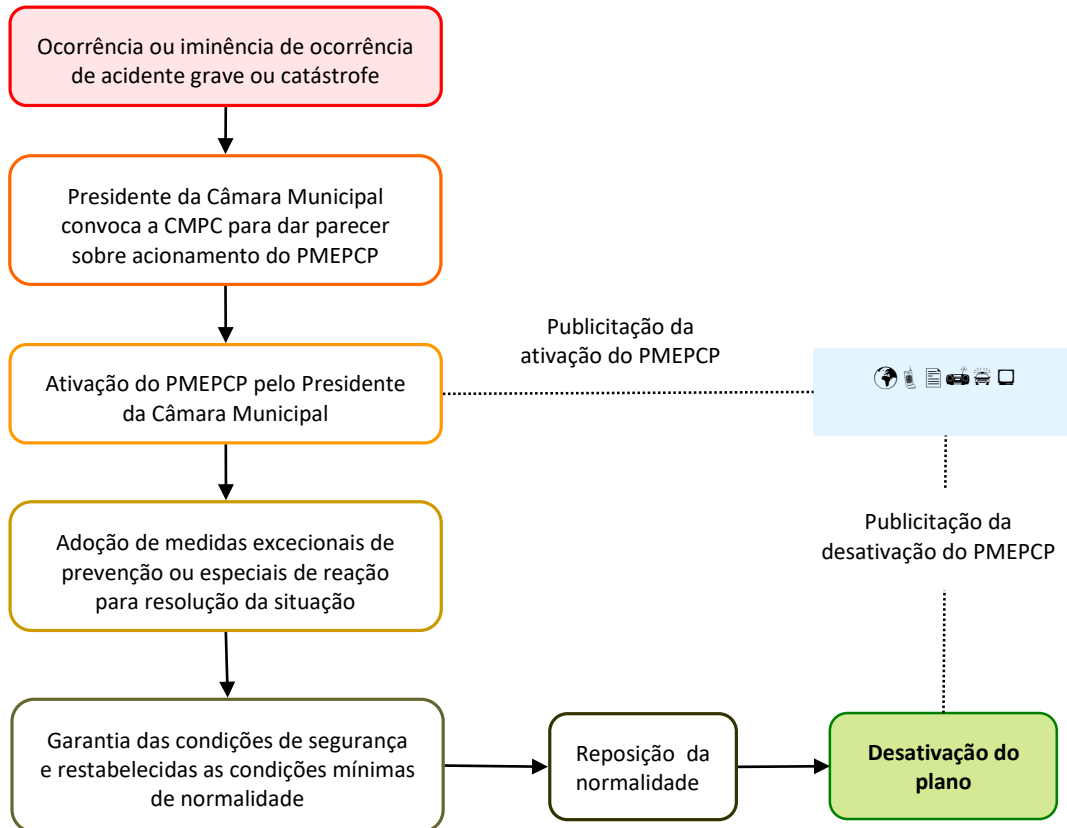 Ocorrência ou iminência de ocorrência
de acidente grave ou catástrofe
Presidente da Câmara Municipal
convoca a CMPC para dar parecer
sobre acionamento do PMEPCP
Publicitação da
ativação do PMEPCP
Ativação do PMEPCP pelo Presidente
da Câmara Municipal
Adoção de medidas excecionais de
prevenção ou especiais de reação
para resolução da situação
Publicitação da
desativação do PMEPCP
Garantia das condições de segurança
e restabelecidas as condições mínimas
de normalidade
Reposição da
normalidade
Desativação do
plano